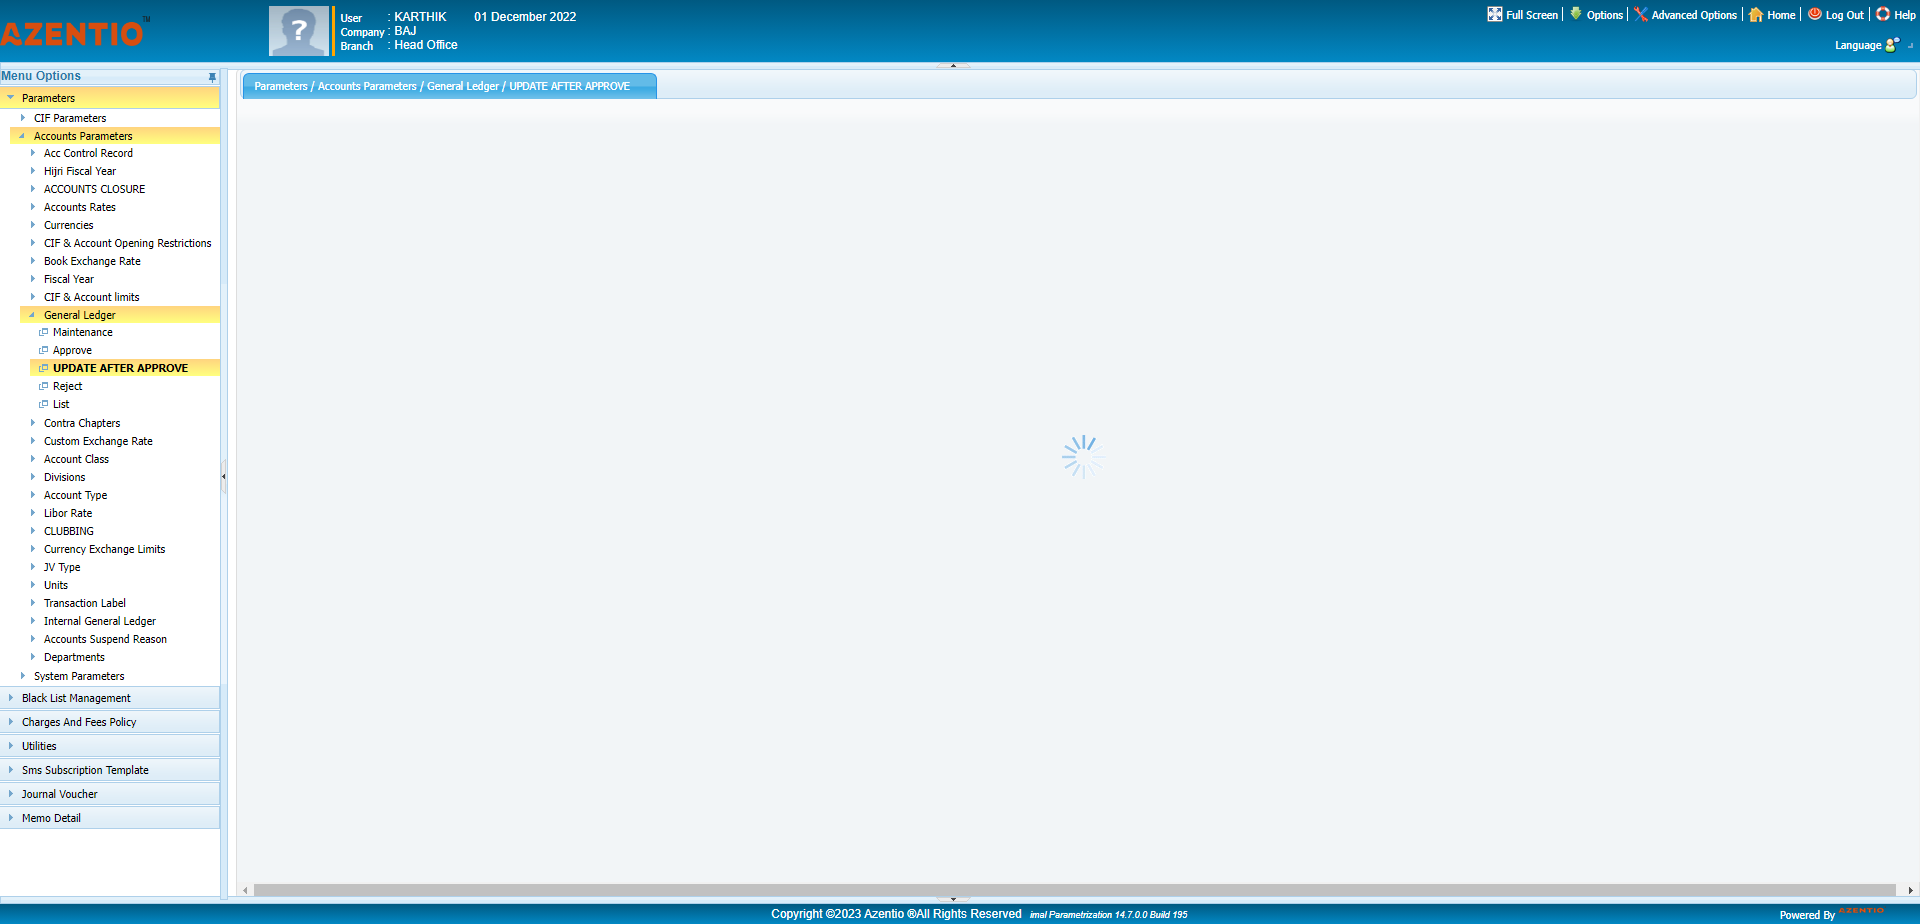 AZENTIO™
User : KARTHIK 01 December 2022
Company : BAJ
Branch : Head Office
Full Screen Options Advanced Options Home Log Out Help
Language
Menu Options
Parameters
CIF Parameters
Accounts Parameters
Acc Control Record
Hijri Fiscal Year
ACCOUNTS CLOSURE
Accounts Rates
Currencies
CIF & Account Opening Restrictions
Book Exchange Rate
Fiscal Year
CIF & Account limits
General Ledger
Maintenance
Approve
UPDATE AFTER APPROVE
Reject
List
Contra Chapters
Custom Exchange Rate
Account Class
Divisions
Account Type
Libor Rate
CLUBBING
Currency Exchange Limits
JV Type
Units
Transaction Label
Internal General Ledger
Accounts Suspend Reason
Departments
System Parameters
Black List Management
Charges And Fees Policy
Utilities
Sms Subscription Template
Journal Voucher
Memo Detail
Parameters / Accounts Parameters / General Ledger / UPDATE AFTER APPROVE
Copyright ©2023 Azentio ®All Rights Reserved imal Parametrization 14.7.0.0 Build 195
Powered By AZENTIO